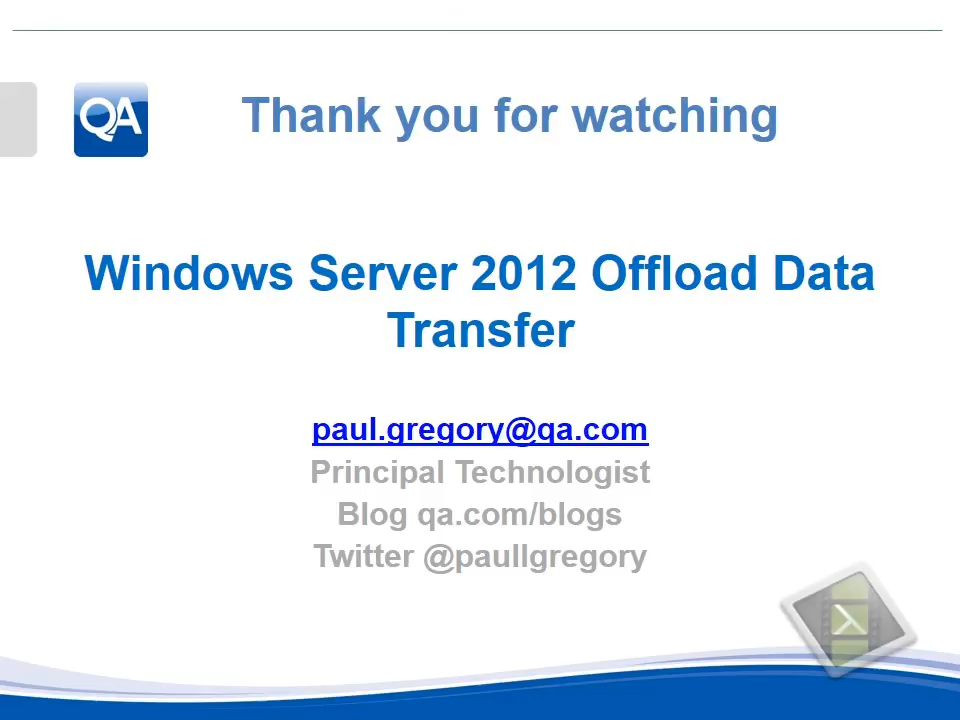 QA
Thank you for watching
Windows Server 2012 Offload Data
Transfer
paul.gregory@qa.com
Principal Technologist
Blog qa.com/blogs
Twitter @paullgregory